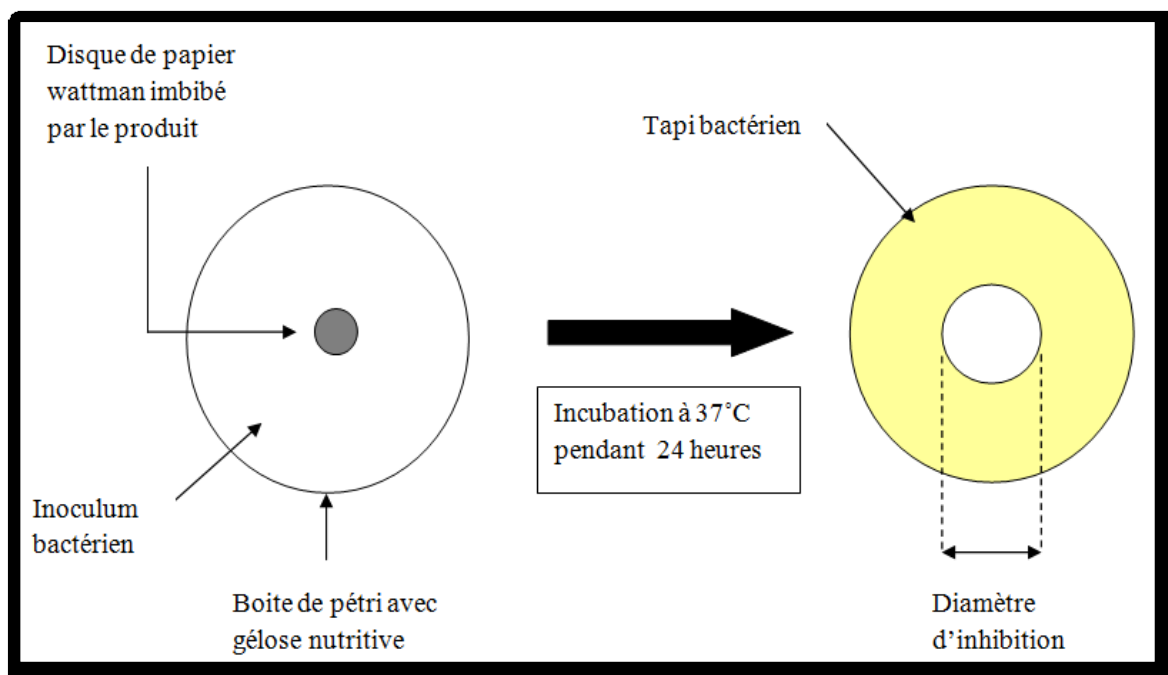 Disque de papier
wattman imbibé
par le produit
Tapi bactérien
Incubation à 37˚C
pendant 24 heures
Inoculum
bactérien
Boite de pétri avec
gélose nutritive
Diamètre
d’inhibition